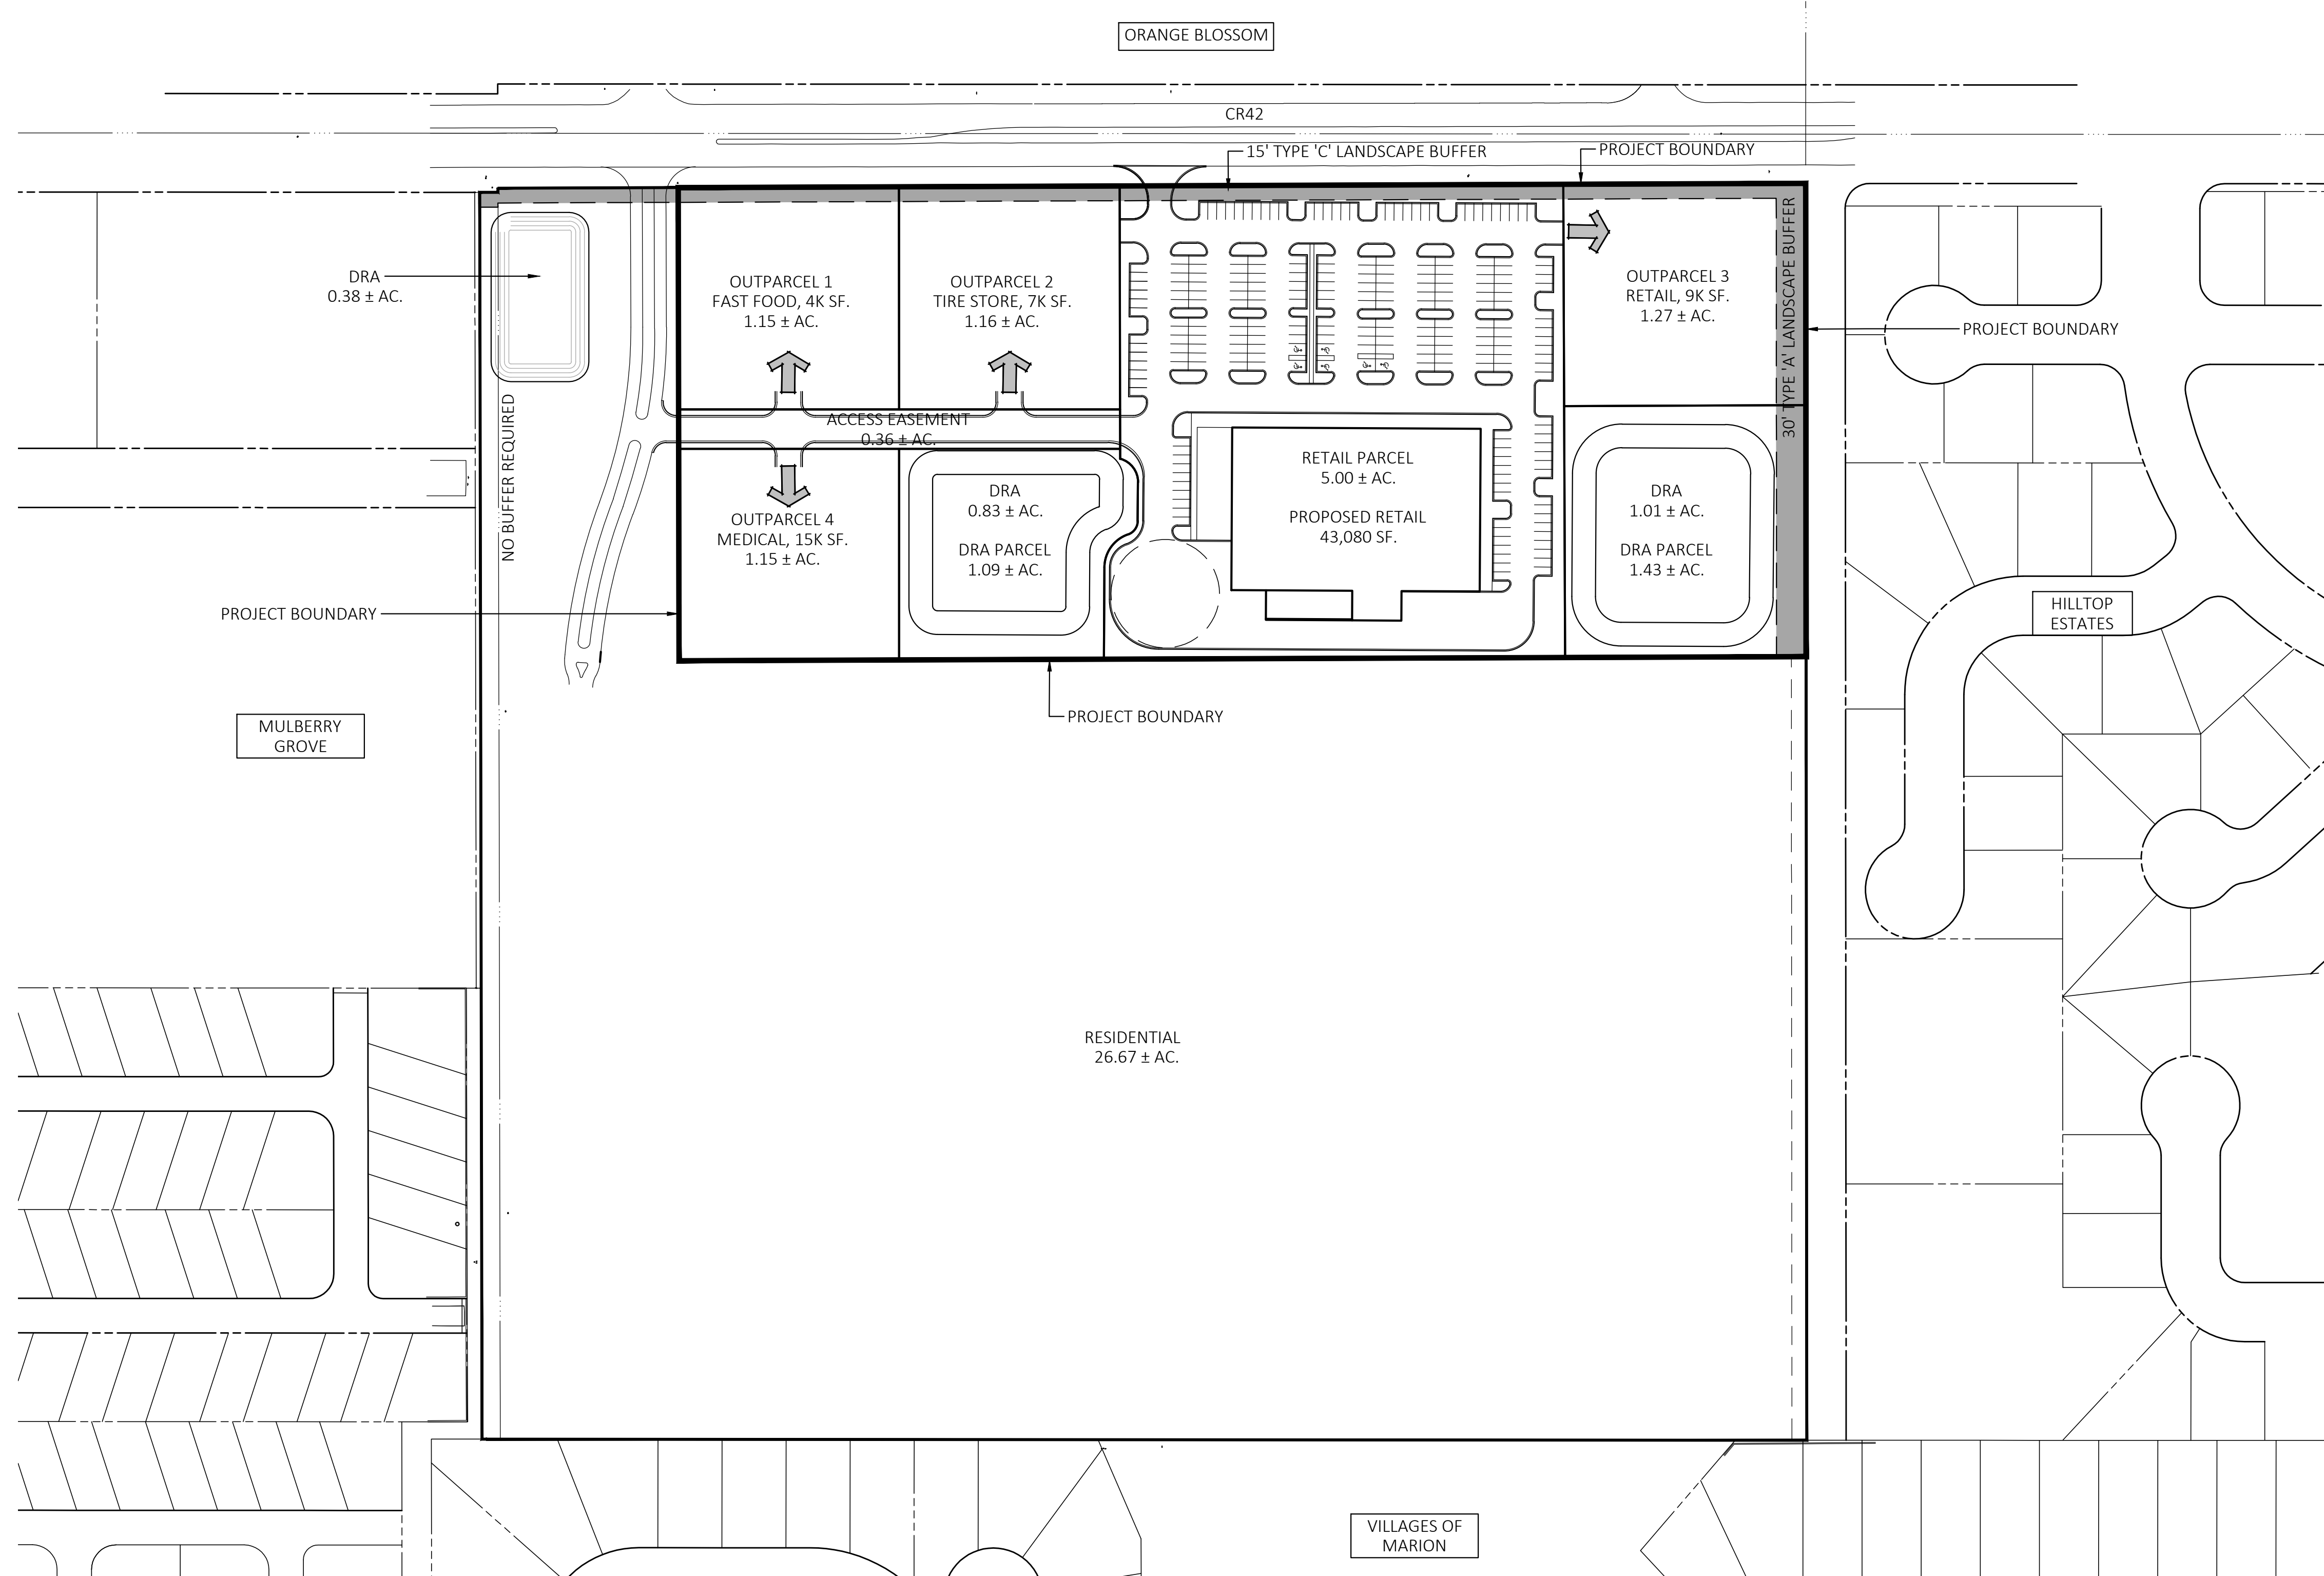 ORANGE BLOSSOM
CR42
15' TYPE 'C' LANDSCAPE BUFFER
PROJECT BOUNDARY
DRA
0.38 ± AC.
OUTPARCEL 1
FAST FOOD, 4K SF.
1.15 ± AC.
OUTPARCEL 2
TIRE STORE, 7K SF.
1.16 ± AC.
OUTPARCEL 3
RETAIL, 9K SF.
1.27 ± AC.
30' TYPE 'A' LANDSCAPE BUFFER
PROJECT BOUNDARY
NO BUFFER REQUIRED
ACCESS EASEMENT
0.36 ± AC.
OUTPARCEL 4
MEDICAL, 15K SF.
1.15 ± AC.
DRA
0.83 ± AC.
DRA PARCEL
1.09 ± AC.
RETAIL PARCEL
5.00 ± AC.
PROPOSED RETAIL
43,080 SF.
DRA
1.01 ± AC.
DRA PARCEL
1.43 ± AC.
HILLTOP
ESTATES
PROJECT BOUNDARY
PROJECT BOUNDARY
MULBERRY
GROVE
RESIDENTIAL
26.67 ± AC.
VILLAGES OF
MARION